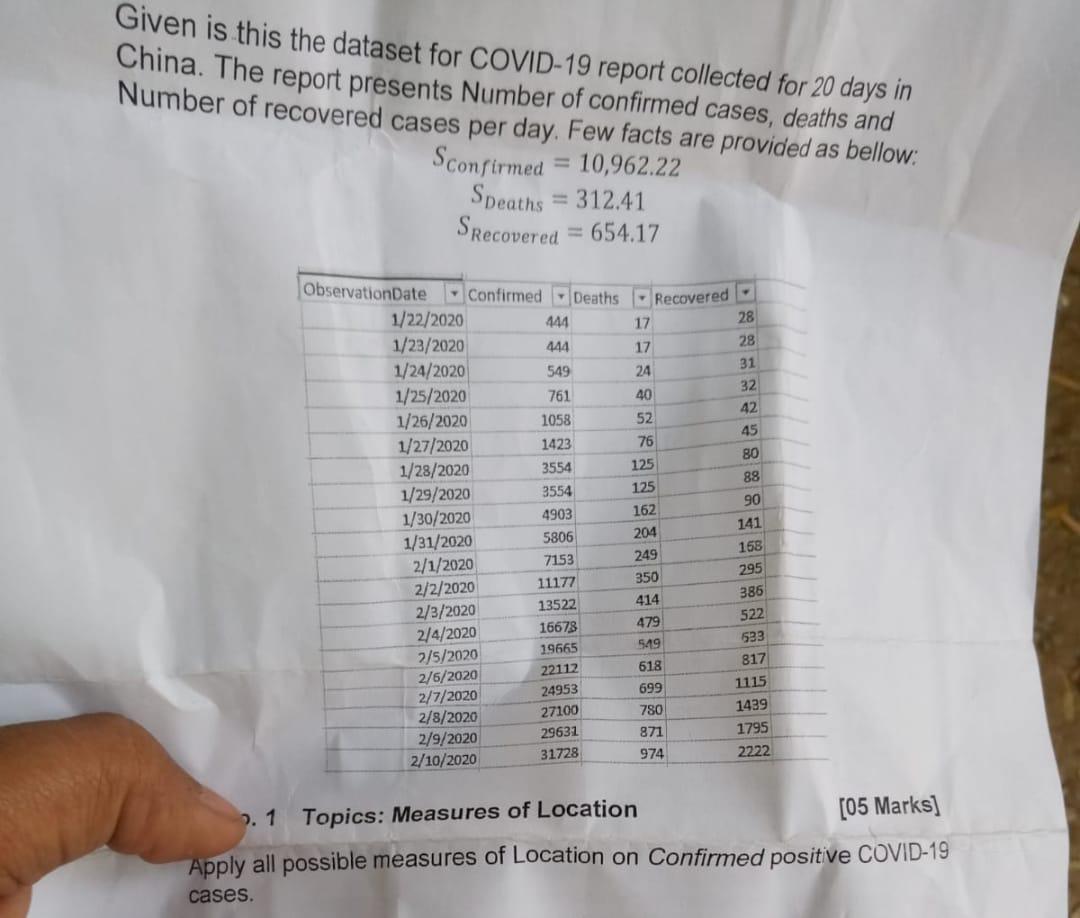 Given is this the dataset for COVID-19 report collected for 20 days in
China. The report presents Number of confirmed cases, deaths and
Number of recovered cases per day. Few facts are provided as bellow:
S Confirmed = 10,962.22
S Deaths = 312.41
S Recovered = 654.17
ObservationDate Confirmed Deaths Recovered
1/22/2020 444 17 28
1/23/2020 444 17 28
1/24/2020 549 24 31
1/25/2020 761 40 32
1/26/2020 1058 52 42
1/27/2020 1423 76 45
1/28/2020 3554 125 80
1/29/2020 3554 125 88
1/30/2020 4903 162 90
1/31/2020 5806 204 141
2/1/2020 7153 249 168
2/2/2020 11177 350 295
2/3/2020 13522 414 386
2/4/2020 16678 479 522
2/5/2020 19665 549 633
2/6/2020 22112 618 817
2/7/2020 24953 699 1115
2/8/2020 27100 780 1439
2/9/2020 29631 871 1795
2/10/2020 31728 974 2222
1 Topics: Measures of Location [05 Marks]
Apply all possible measures of Location on Confirmed positive COVID-19
cases.